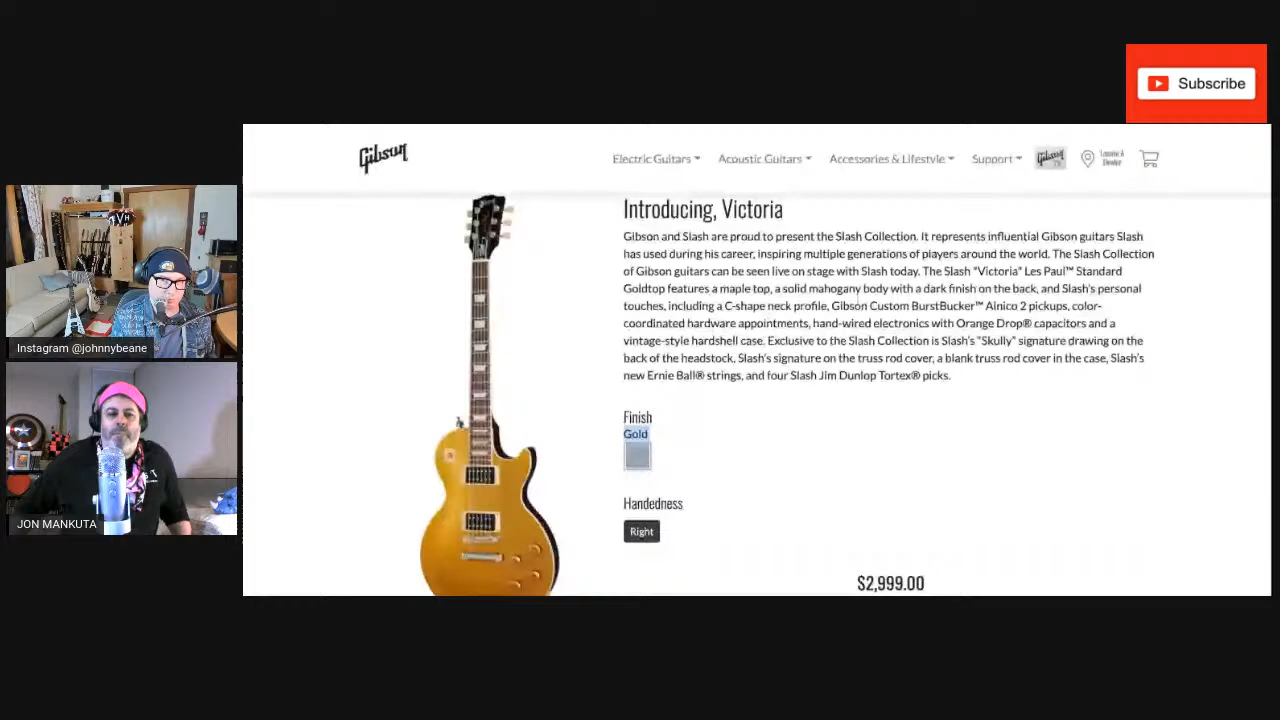 Subscribe
Gibson
Electric Guitars
Acoustic Guitars
Accessories & Lifestyle
Support
Gibson
Locate A
Dealer
Introducing, Victoria
Gibson and Slash are proud to present the Slash Collection. It represents influential Gibson guitars Slash
has used during his career, inspiring multiple generations of players around the world. The Slash Collection
of Gibson guitars can be seen live on stage with Slash today. The Slash "Victoria" Les Paul™ Standard
Goldtop features a maple top, a solid mahogany body with a dark finish on the back, and Slash's personal
touches, including a C-shape neck profile, Gibson Custom BurstBucker™ Alnico 2 pickups, color-
coordinated hardware appointments, hand-wired electronics with Orange Drop® capacitors and a
vintage-style hardshell case. Exclusive to the Slash Collection is Slash's "Skully" signature drawing on the
back of the headstock, Slash's signature on the truss rod cover, a blank truss rod cover in the case, Slash's
new Ernie Ball® strings, and four Slash Jim Dunlop Tortex® picks.
Finish
Gold
Handedness
Right
$2,999.00
Instagram @johnnybeane
JON MANKUTA